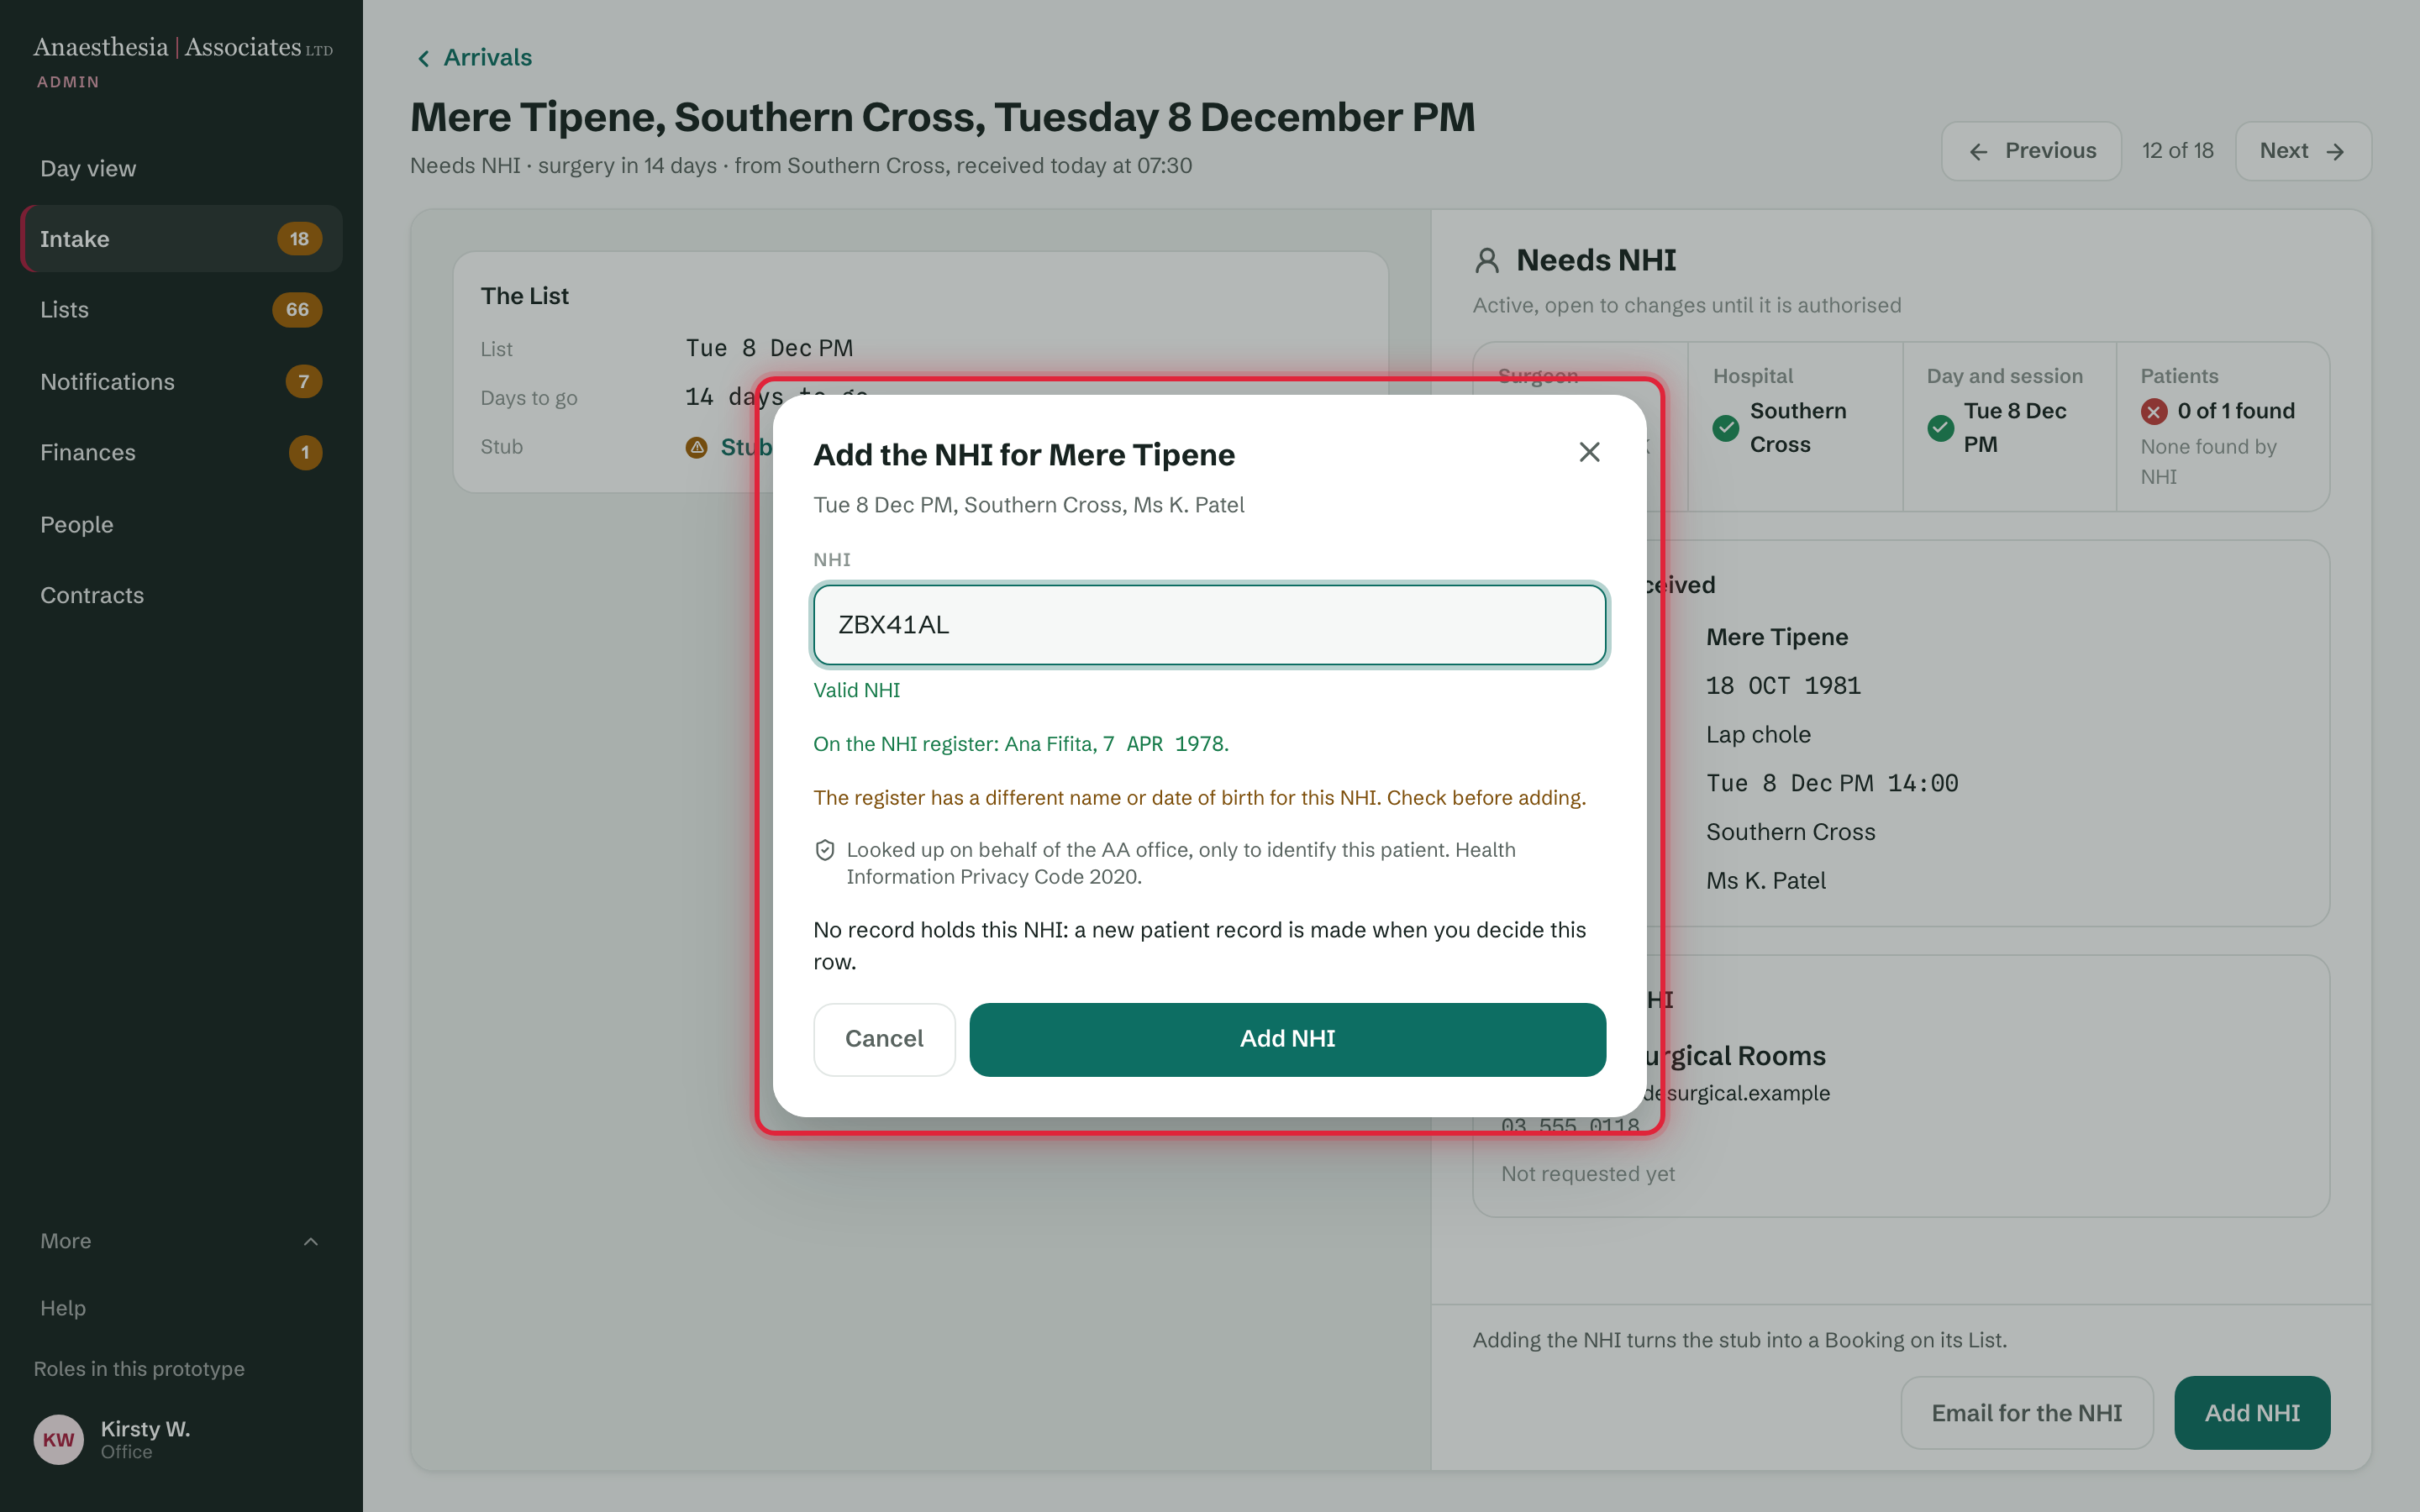 Anaesthesia | Associates LTD
ADMIN
Day view
Intake 18
Lists 66
Notifications 7
Finances 1
People
Contracts
More
Help
Roles in this prototype
KW
Kirsty W.
Office
Arrivals
Mere Tipene, Southern Cross, Tuesday 8 December PM
Needs NHI · surgery in 14 days · from Southern Cross, received today at 07:30
Previous
12 of 18
Next
The List
List Tue 8 Dec PM
Days to go 14 days to go
Stub Stub
Add the NHI for Mere Tipene
Tue 8 Dec PM, Southern Cross, Ms K. Patel
NHI
ZBX41AL
Valid NHI
On the NHI register: Ana Fifita, 7 APR 1978.
The register has a different name or date of birth for this NHI. Check before adding.
Looked up on behalf of the AA office, only to identify this patient. Health
Information Privacy Code 2020.
No record holds this NHI: a new patient record is made when you decide this
row.
Cancel
Add NHI
Needs NHI
Active, open to changes until it is authorised
Surgeon
Hospital
Southern
Cross
Day and session
Tue 8 Dec
PM
Patients
0 of 1 found
None found by
NHI
Mere Tipene
18 OCT 1981
Lap chole
Tue 8 Dec PM 14:00
Southern Cross
Ms K. Patel
HI
Rooms
desurgical.example
03 555 0118
Not requested yet
Adding the NHI turns the stub into a Booking on its List.
Email for the NHI
Add NHI